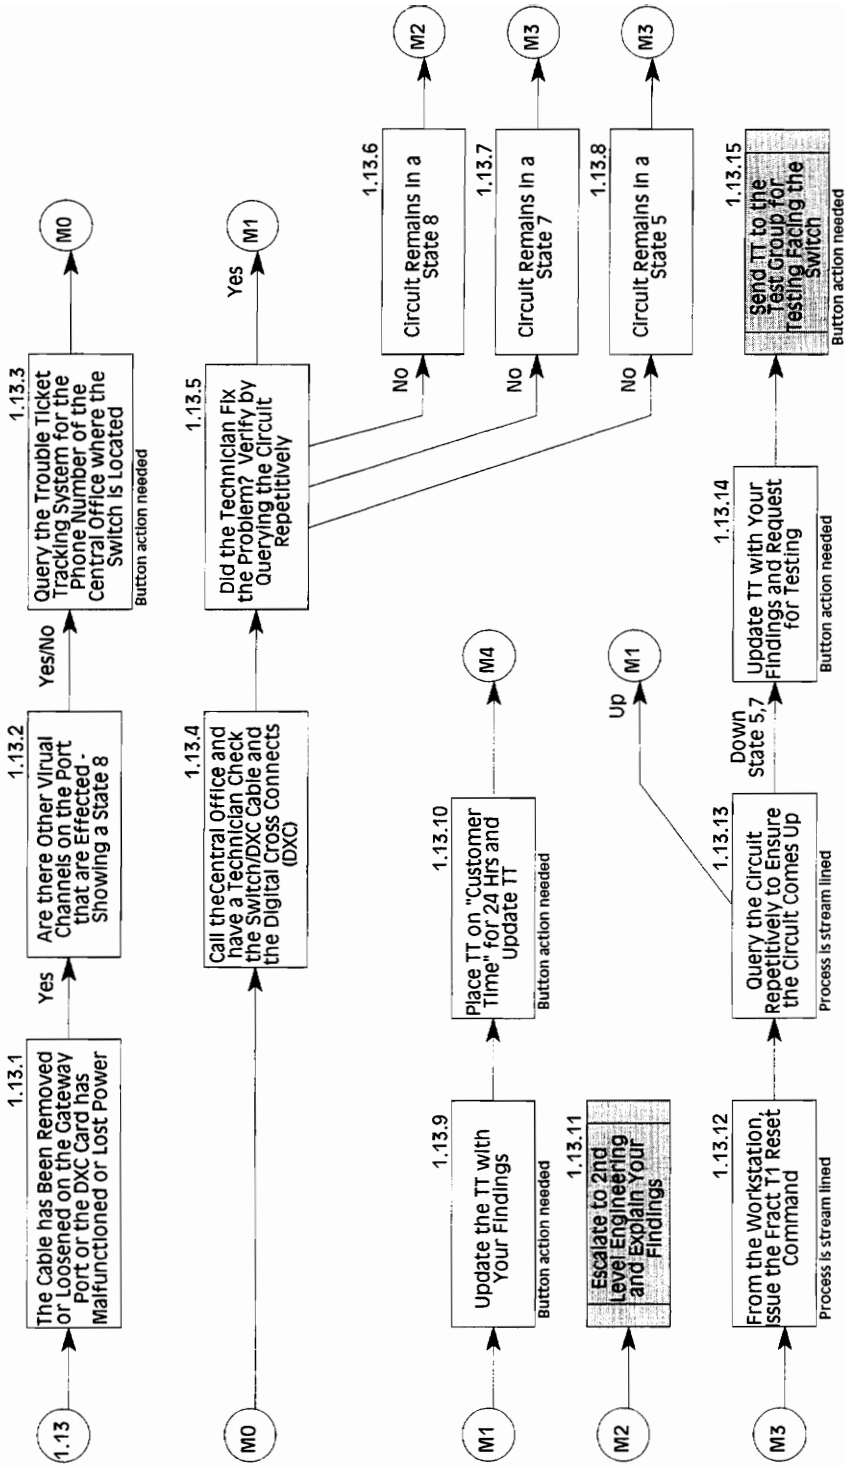 1.13
1.13.1
The Cable has Been Removed
or Loosened on the Gateway
Port or the DXC Card has
Malfunctioned or Lost Power
Yes
1.13.2
Are there Other Virual
Channels on the Port
that are Effected -
Showing a State 8
Yes/No
1.13.3
Query the Trouble Ticket
Tracking System for the
Phone Number of the
Central Office where the
Switch is Located
Button action needed
M0
M0
1.13.4
Call theCentral Office and
have a Technician Check
the Switch/DXC Cable and
the Digital Cross Connects
(DXC)
1.13.5
Did the Technician Fix
the Problem? Verify by
Querying the Circuit
Repetitively
Yes
M1
No
1.13.6
Circuit Remains in a
State 8
M2
No
1.13.7
Circuit Remains in a
State 7
M3
No
1.13.8
Circuit Remains in a
State 5
M3
M1
1.13.9
Update the TT with
Your Findings
Button action needed
1.13.10
Place TT on "Customer
Time" for 24 Hrs and
Update TT
Button action needed
M4
M2
1.13.11
Escalate to 2nd
Level Engineering
and Explain Your
Findings
M3
1.13.12
From the Workstation,
Issue the Fract T1 Reset
Command
Process is stream lined
1.13.13
Query the Circuit
Repetitively to Ensure
the Circuit Comes Up
Process is stream lined
Up
M1
Down
State 5,7
1.13.14
Update TT with Your
Findings and Request
for Testing
Button action needed
1.13.15
Send TT to the
Test Group for
Testing Facing the
Switch
Button action needed